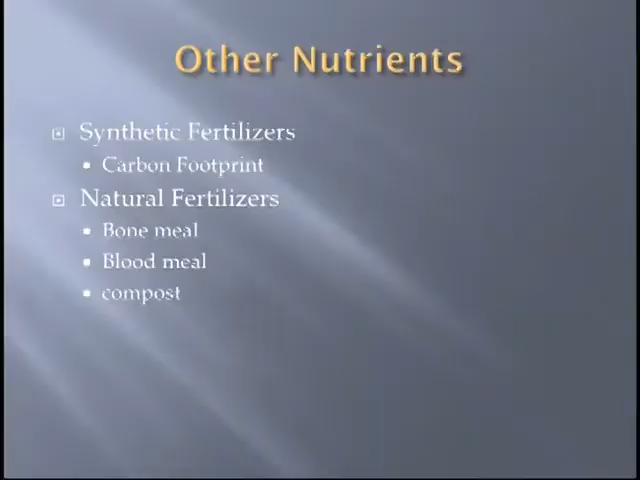 Other Nutrients
Synthetic Fertilizers
Carbon Footprint
Natural Fertilizers
Bone meal
Blood meal
compost